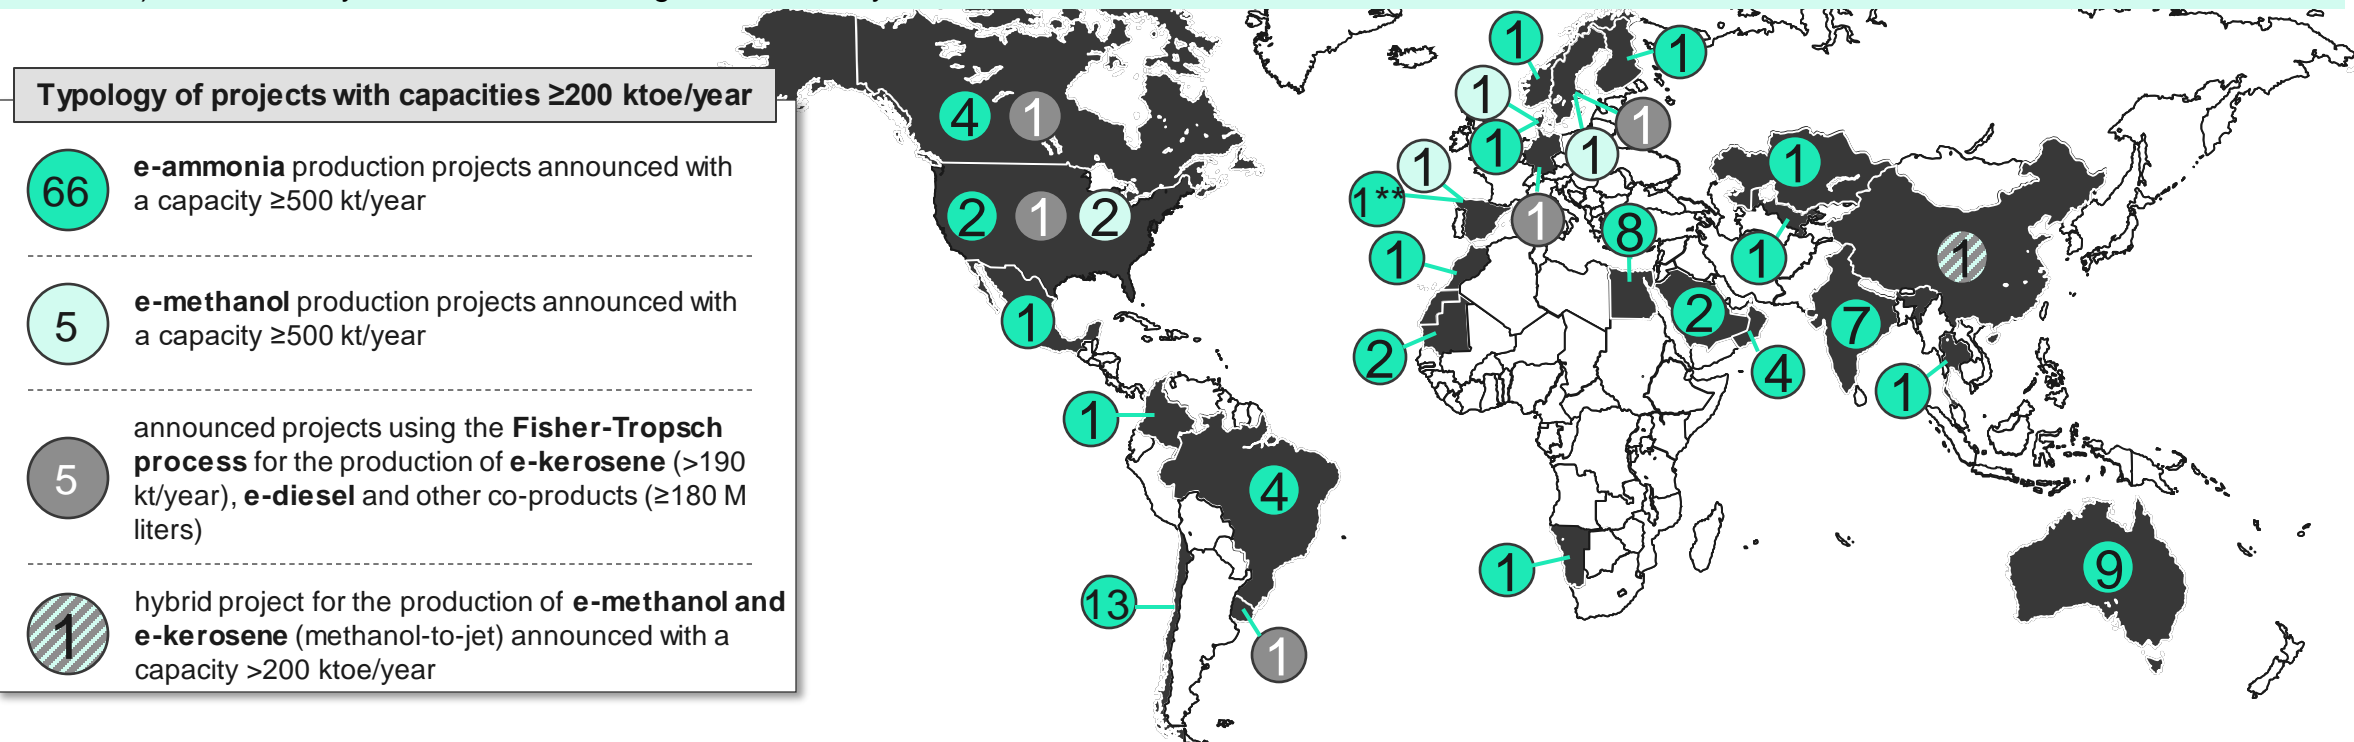 Typology of projects with capacities ≥200 ktoe/year
66
e-ammonia production projects announced with
a capacity ≥500 kt/year
5
e-methanol production projects announced with
a capacity ≥500 kt/year
5
announced projects using the Fisher-Tropsch
process for the production of e-kerosene (>190
kt/year), e-diesel and other co-products (≥180 M
liters)
1
hybrid project for the production of e-methanol and
e-kerosene (methanol-to-jet) announced with a
capacity >200 ktoe/year
4 1
2 1 2
1
1
4
13
1
1
1
1
1
1
1
1
1
1**
1
8
1
2
1
2
4
1
1
1
7
1
9